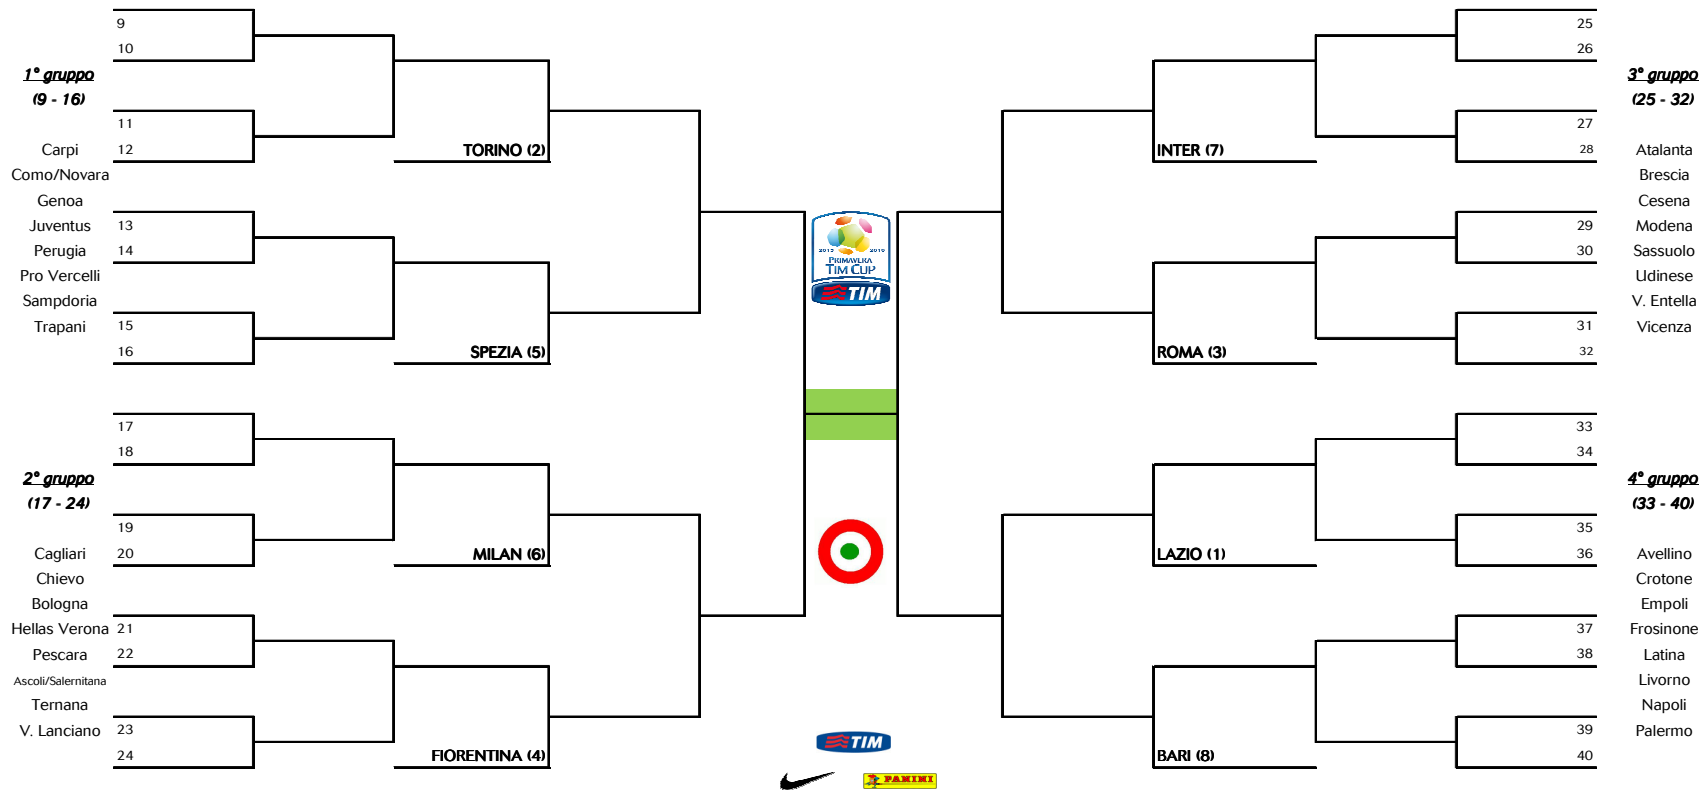 9
10
1° gruppo
(9 - 16)
11
12
TORINO (2)
Carpi
Como/Novara
Genoa
Juventus
Perugia
Pro Vercelli
Sampdoria
Trapani
13
14
15
16
SPEZIA (5)
17
18
2° gruppo
(17 - 24)
19
20
MILAN (6)
Cagliari
Chievo
Bologna
Hellas Verona
Pescara
Ascoli/Salernitana
Ternana
V. Lanciano
21
22
23
24
FIORENTINA (4)
2015 2016
PRIMAVERA
TIM CUP
TIM
TIM
PANINI
25
26
3° gruppo
(25 - 32)
27
28
INTER (7)
Atalanta
Brescia
Cesena
Modena
Sassuolo
Udinese
V. Entella
Vicenza
29
30
31
32
ROMA (3)
33
34
4° gruppo
(33 - 40)
35
36
LAZIO (1)
Avellino
Crotone
Empoli
Frosinone
Latina
Livorno
Napoli
Palermo
37
38
39
40
BARI (8)